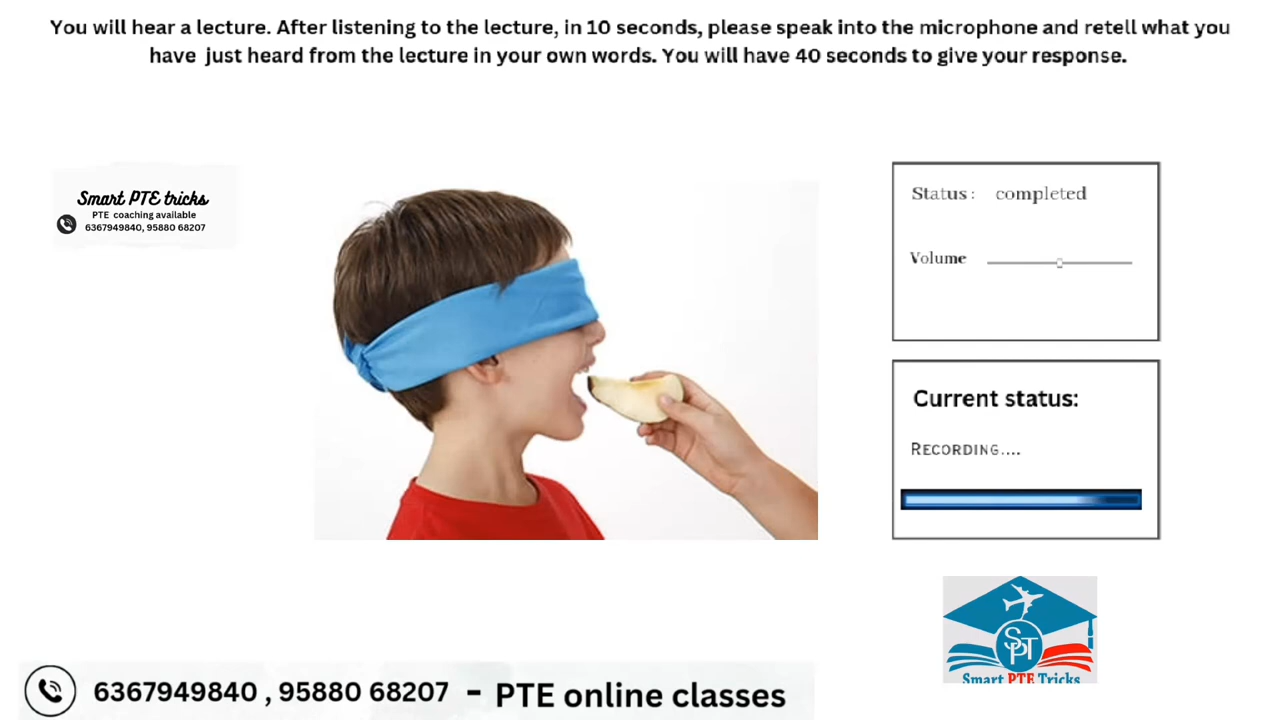 You will hear a lecture. After listening to the lecture, in 10 seconds, please speak into the microphone and retell what you
have just heard from the lecture in your own words. You will have 40 seconds to give your response.
Smart PTE tricks
PTE coaching available
6367949840, 95880 68207
Status: completed
Volume
Current status:
RECORDING....
SPT
Smart PTE Tricks
6367949840 , 95880 68207 - PTE online classes